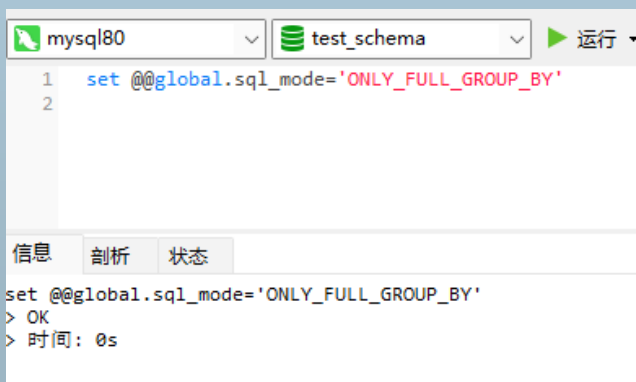 mysql80 test_schema 运行
1 set @@global.sql_mode='ONLY_FULL_GROUP_BY'
2
信息 剖析 状态
set @@global.sql_mode='ONLY_FULL_GROUP_BY'
> OK
> 时间: 0s